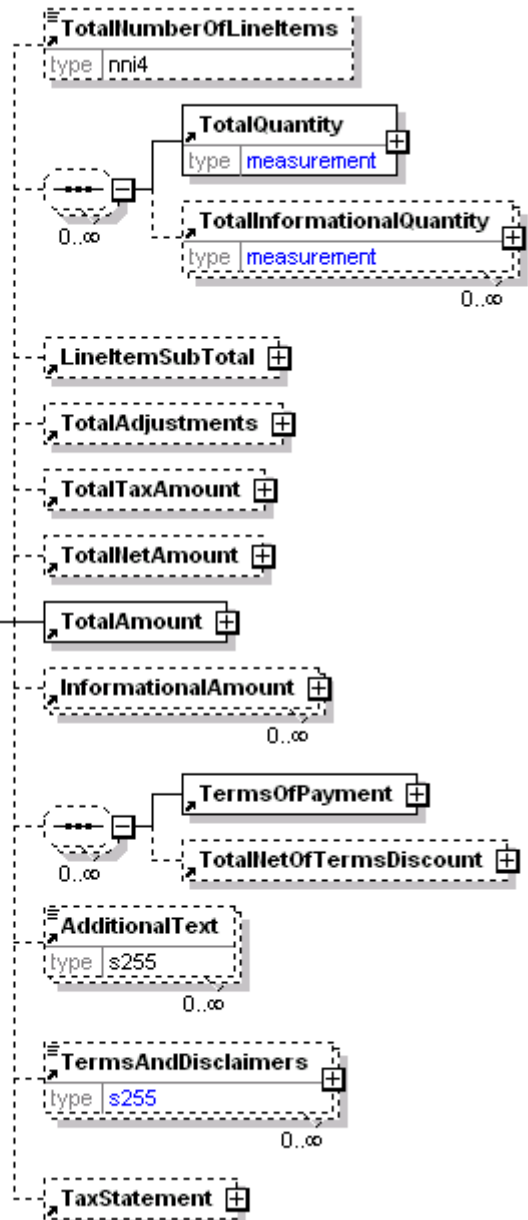 TotalNumberOfLineItems
type nni4
TotalQuantity
type measurement
0..∞
TotalInformationalQuantity
type measurement
0..∞
LineItemSubTotal
TotalAdjustments
TotalTaxAmount
TotalNetAmount
TotalAmount
InformationalAmount
0..∞
TermsOfPayment
0..∞
TotalNetOfTermsDiscount
AdditionalText
type s255
0..∞
TermsAndDisclaimers
type s255
0..∞
TaxStatement